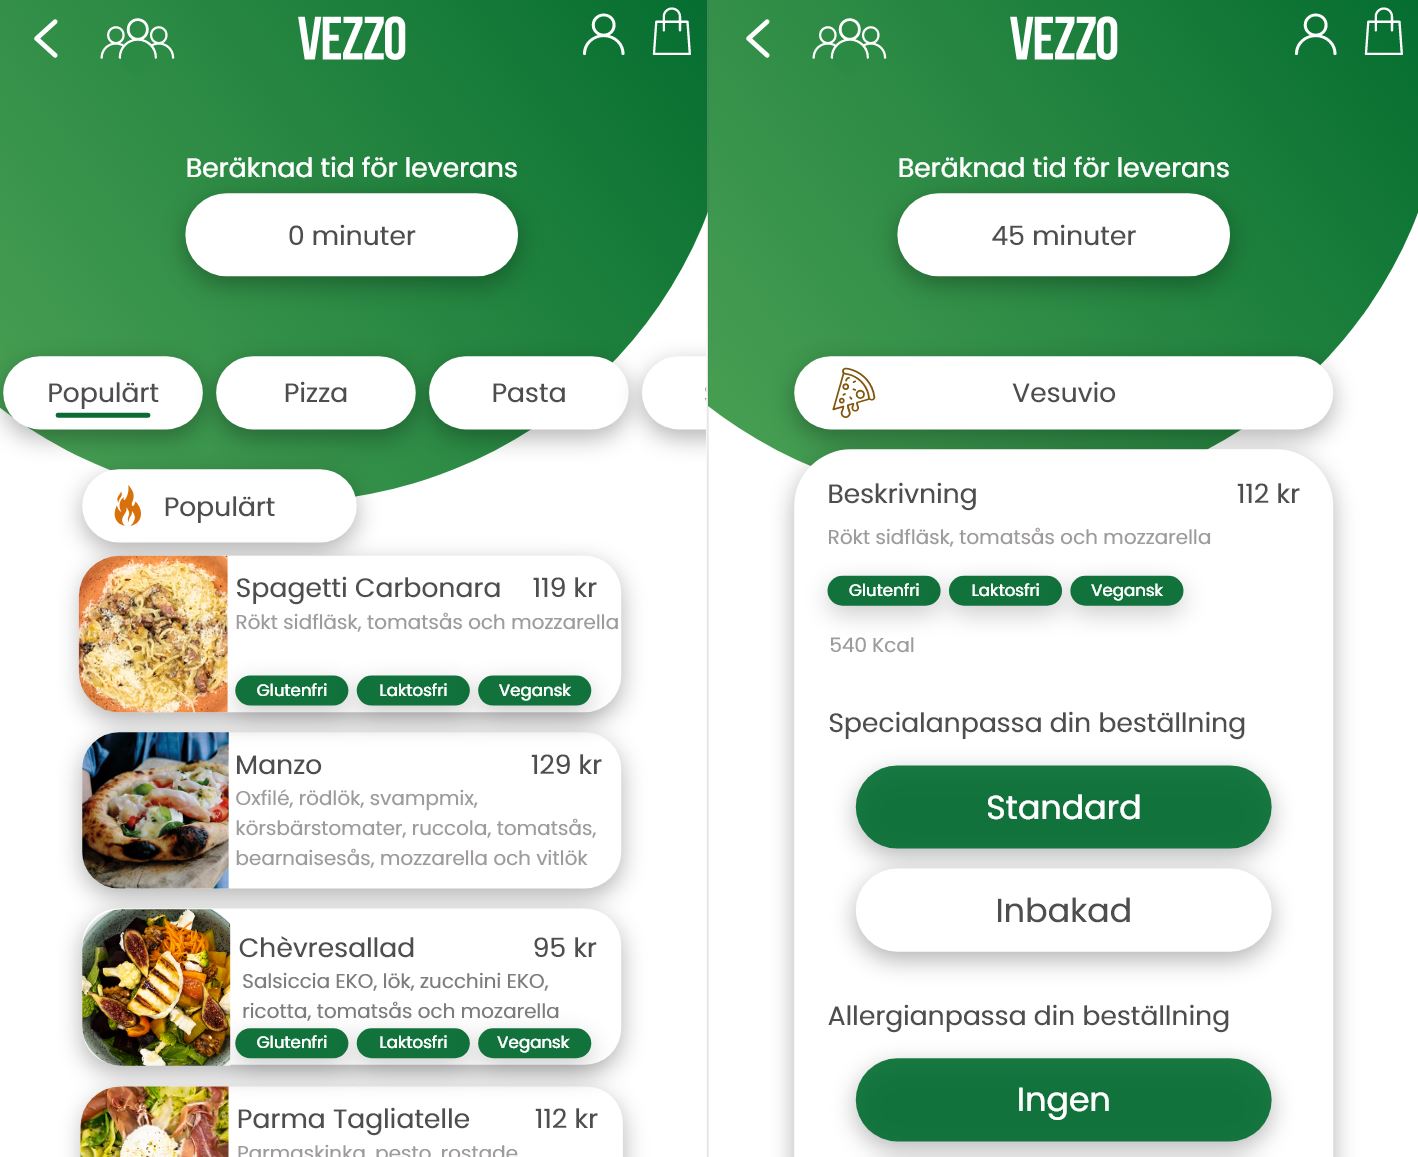 VEZZO
Beräknad tid för leverans
0 minuter
Populärt
Pizza
Pasta
Populärt
Spagetti Carbonara 119 kr
Rökt sidfläsk, tomatsås och mozzarella
Glutenfri Laktosfri Vegansk
Manzo 129 kr
Oxfilé, rödlök, svampmix,
körsbärstomater, ruccola, tomatsås,
bearnaisesås, mozzarella och vitlök
Chèvresallad 95 kr
Salsiccia EKO, lök, zucchini EKO,
ricotta, tomatsås och mozarella
Glutenfri Laktosfri Vegansk
Parma Tagliatelle 112 kr
Parmaskinka, pesto, rostade
VEZZO
Beräknad tid för leverans
45 minuter
Vesuvio
Beskrivning 112 kr
Rökt sidfläsk, tomatsås och mozzarella
Glutenfri Laktosfri Vegansk
540 Kcal
Specialanpassa din beställning
Standard
Inbakad
Allergianpassa din beställning
Ingen